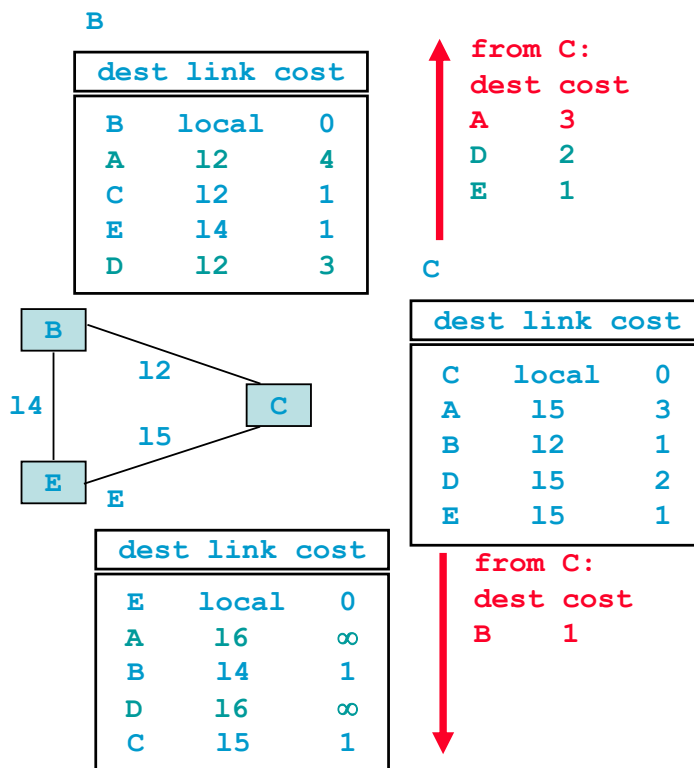 B
dest link cost
B local 0
A l2 4
C l2 1
E l4 1
D l2 3
from C:
dest cost
A 3
D 2
E 1
C
dest link cost
C local 0
A l5 3
B l2 1
D l5 2
E l5 1
B
l2
l4
C
l5
E
E
dest link cost
E local 0
A l6 ∞
B l4 1
D l6 ∞
C l5 1
from C:
dest cost
B 1